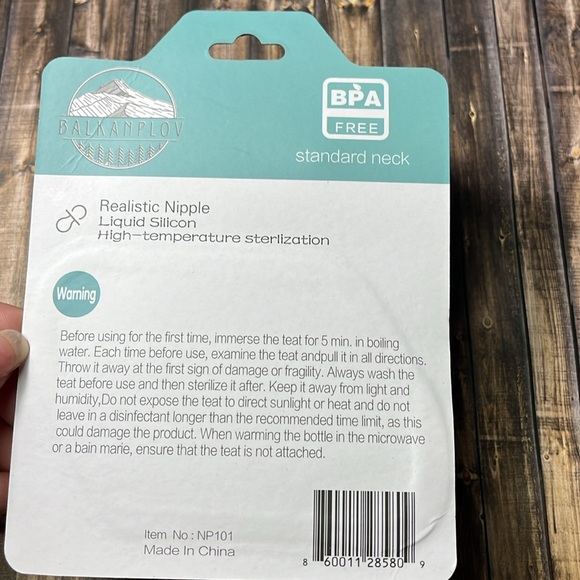 BALKANPLOV
BPA
FREE
standard neck
Realistic Nipple
Liquid Silicon
High-temperature sterlization
Warning
Before using for the first time, immerse the teat for 5 min. in boiling
water. Each time before use, examine the teat andpull it in all directions.
Throw it away at the first sign of damage or fragility. Always wash the
teat before use and then sterilize it after. Keep it away from light and
humidity,Do not expose the teat to direct sunlight or heat and do not
leave in a disinfectant longer than the recommended time limit, as this
could damage the product. When warming the bottle in the microwave
or a bain marie, ensure that the teat is not attached.
Item No : NP101
Made In China
8 60011 28580 9